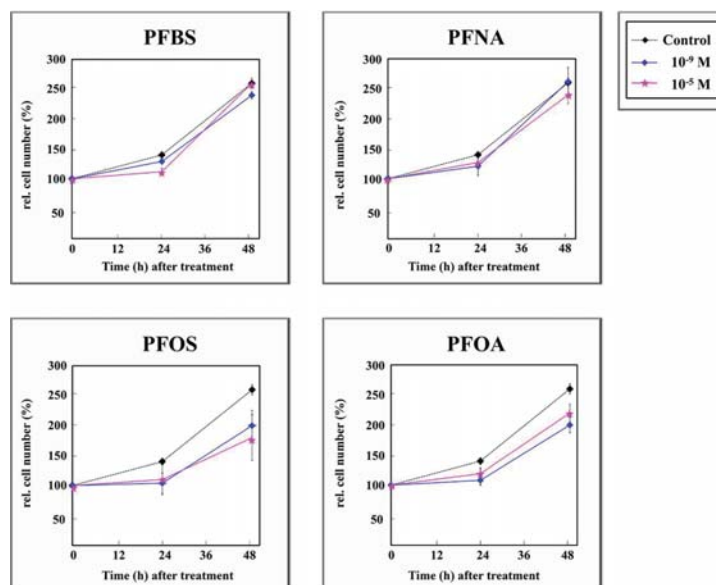 PFBS
300
250
200
150
100
50
rel. cell number (%)
0 12 24 36 48
Time (h) after treatment
PFNA
300
250
200
150
100
50
rel. cell number (%)
0 12 24 36 48
Time (h) after treatment
Control
10⁻⁹ M
10⁻⁵ M
PFOS
300
250
200
150
100
50
rel. cell number (%)
0 12 24 36 48
Time (h) after treatment
PFOA
300
250
200
150
100
50
rel. cell number (%)
0 12 24 36 48
Time (h) after treatment